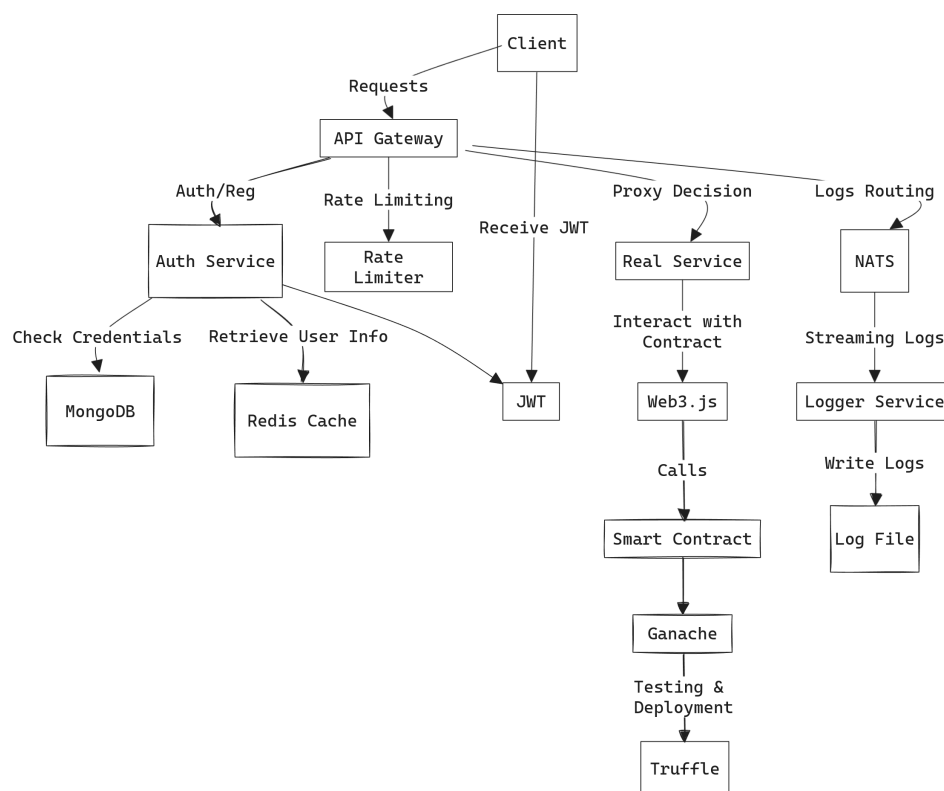 Client
Requests
API Gateway
Auth/Reg
Rate Limiting
Receive JWT
Proxy Decision
Logs Routing
Auth Service
Rate
Limiter
Real Service
NATS
Check Credentials
Retrieve User Info
Interact with
Contract
Streaming Logs
MongoDB
Redis Cache
JWT
Web3.js
Logger Service
Calls
Write Logs
Smart Contract
Log File
Ganache
Testing &
Deployment
Truffle